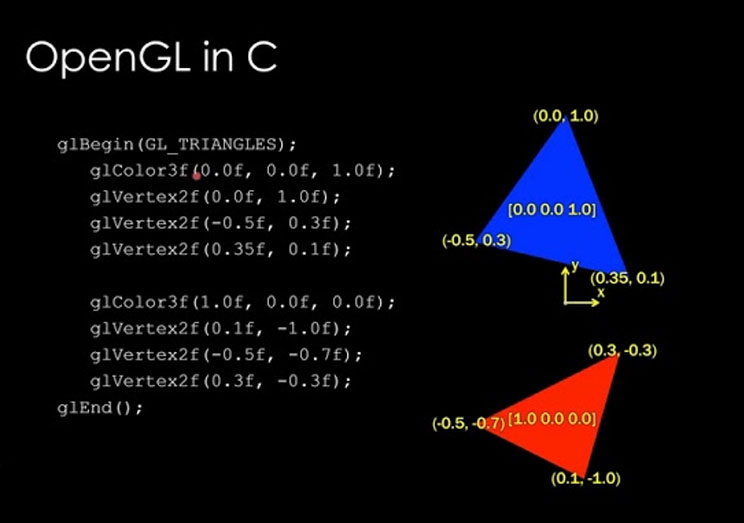 OpenGL in C
glBegin(GL_TRIANGLES);
glColor3f(0.0f, 0.0f, 1.0f);
glVertex2f(0.0f, 1.0f);
glVertex2f(-0.5f, 0.3f);
glVertex2f(0.35f, 0.1f);
glColor3f(1.0f, 0.0f, 0.0f);
glVertex2f(0.1f, -1.0f);
glVertex2f(-0.5f, -0.7f);
glVertex2f(0.3f, -0.3f);
glEnd();
(0.0, 1.0)
[0.0 0.0 1.0]
(-0.5, 0.3)
y
(0.35, 0.1)
x
(0.3, -0.3)
(-0.5, -0.7)
[1.0 0.0 0.0]
(0.1, -1.0)